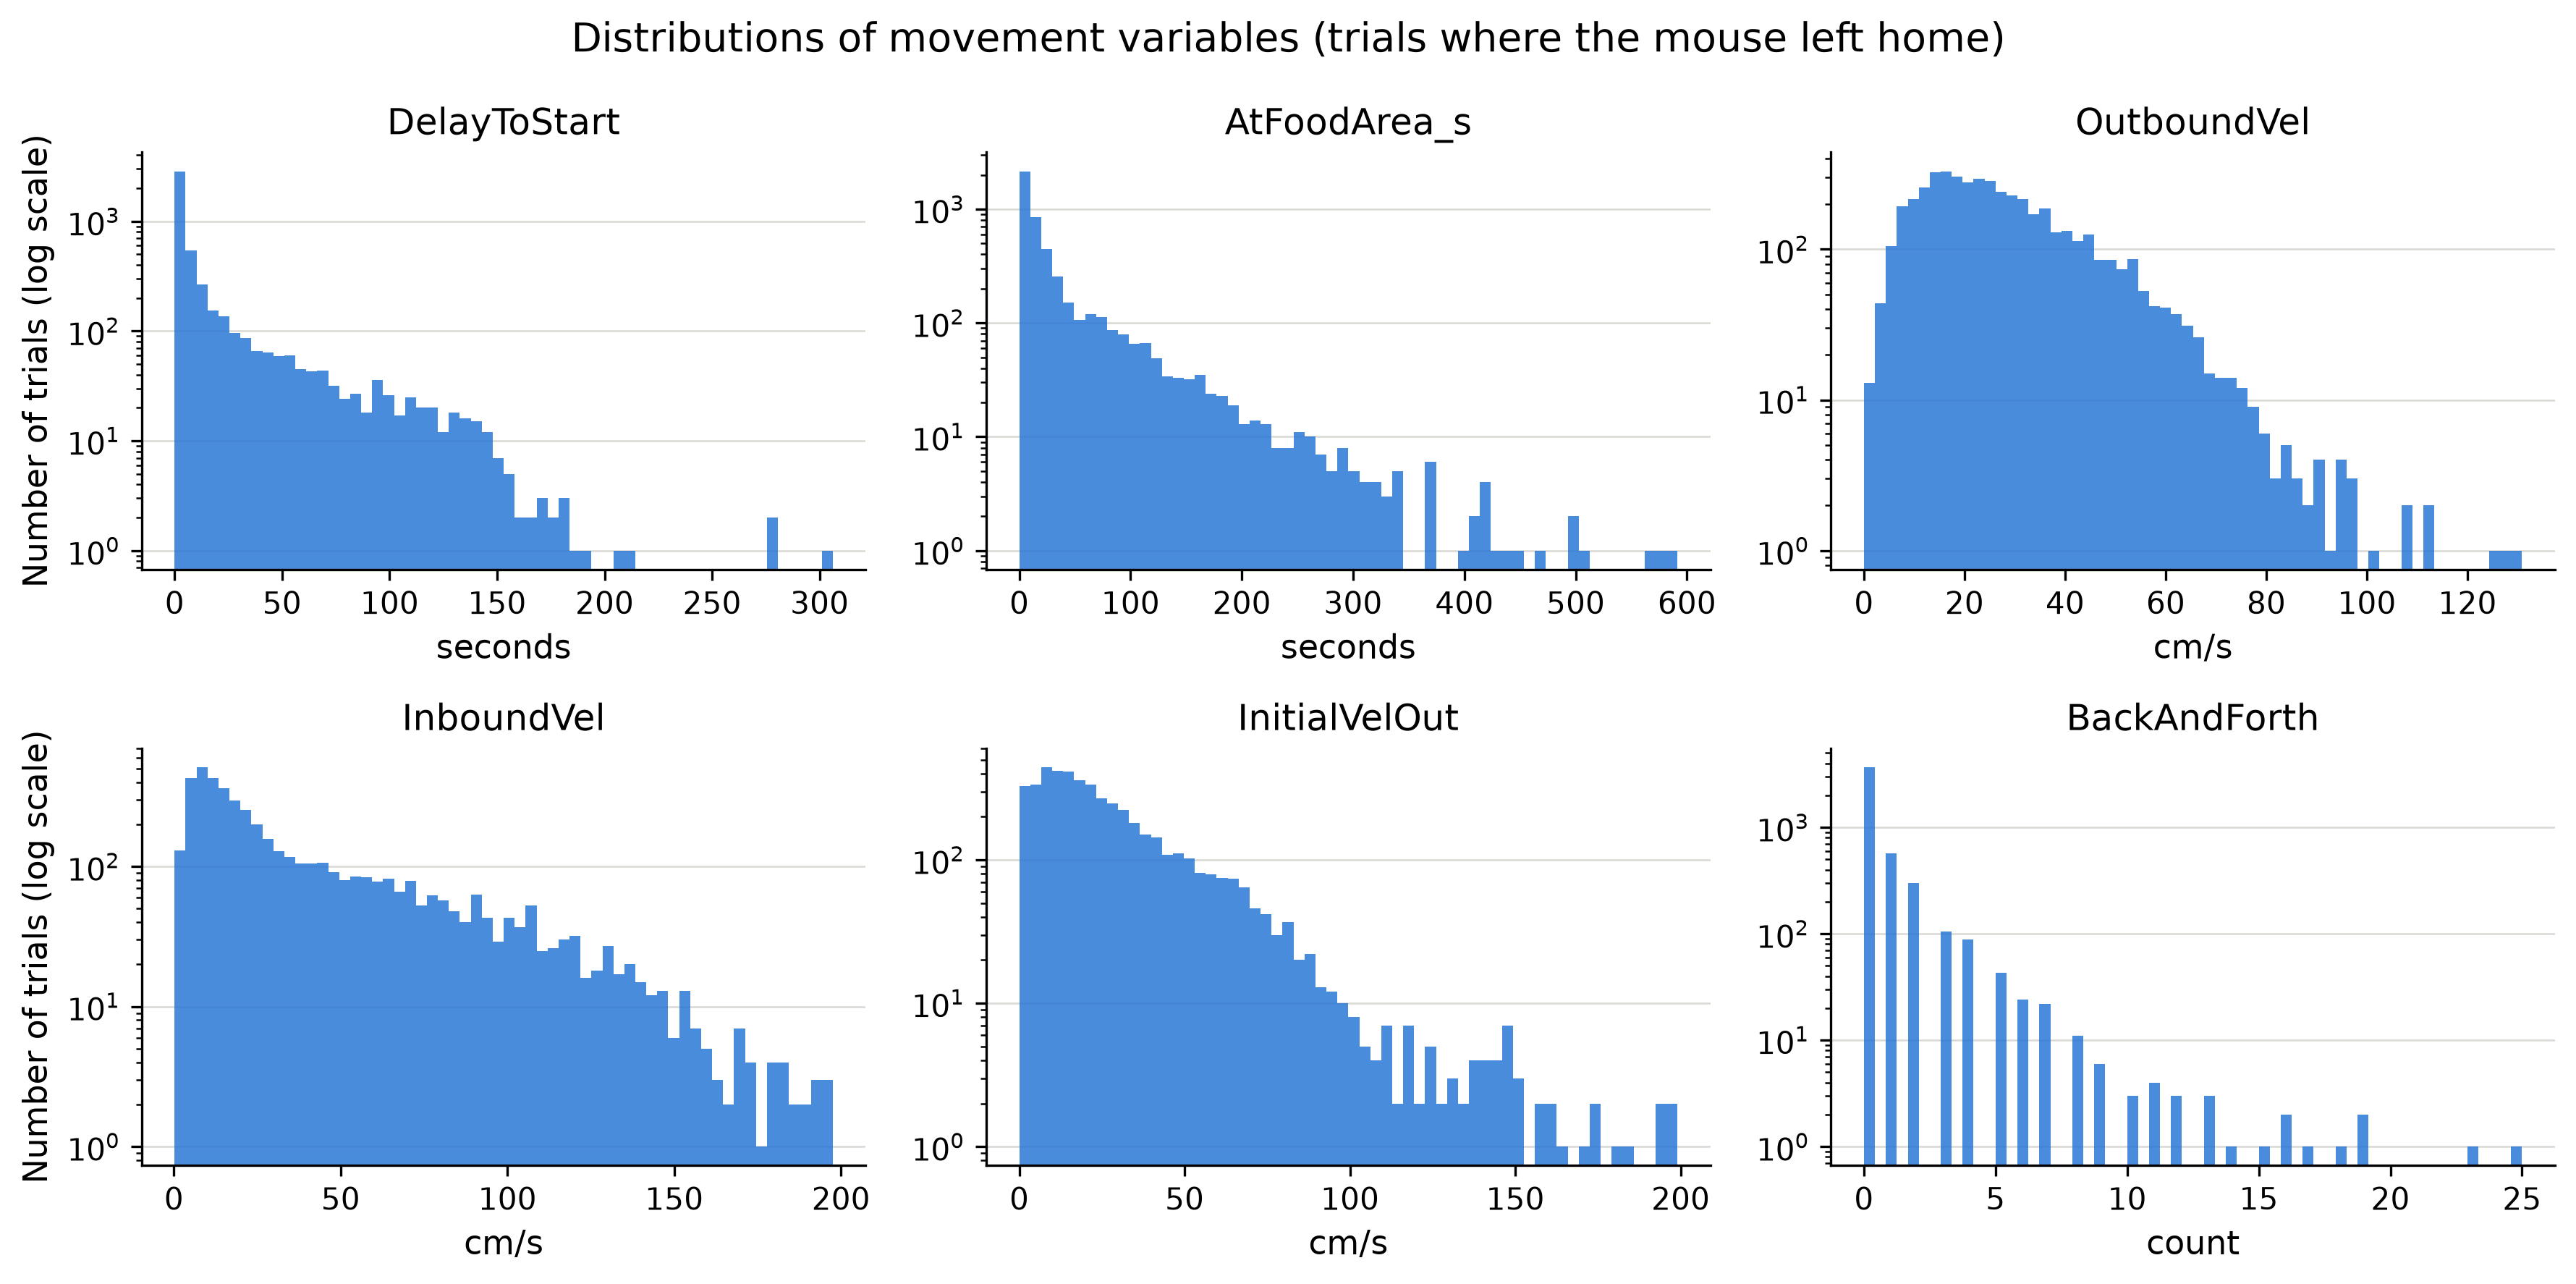 Distributions of movement variables (trials where the mouse left home)
DelayToStart
AtFoodArea_s
OutboundVel
Number of trials (log scale)
10³
10²
10¹
10⁰
0 50 100 150 200 250 300
seconds
10³
10²
10¹
10⁰
0 100 200 300 400 500 600
seconds
10²
10¹
10⁰
0 20 40 60 80 100 120
cm/s
InboundVel
InitialVelOut
BackAndForth
Number of trials (log scale)
10²
10¹
10⁰
0 50 100 150 200
cm/s
10²
10¹
10⁰
0 50 100 150 200
cm/s
10³
10²
10¹
10⁰
0 5 10 15 20 25
count